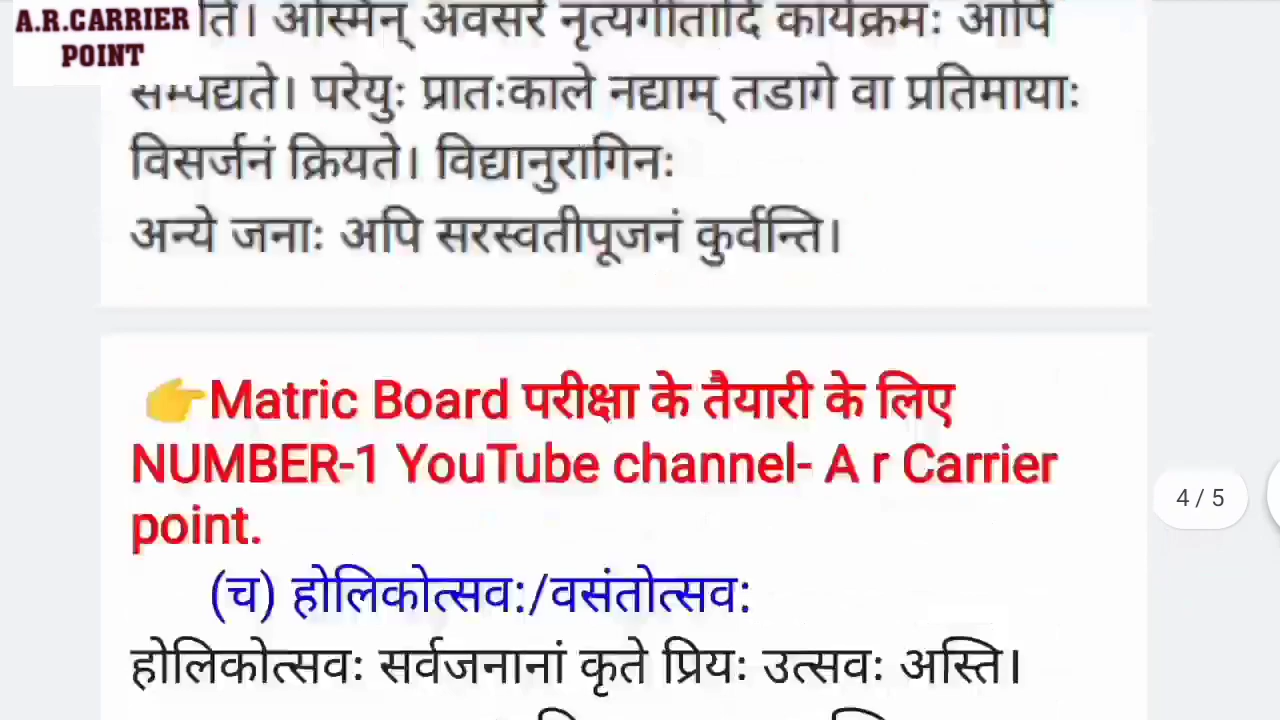 A.R.CARRIER
POINT
ति। अस्मिन् अवसरे नृत्यगीतादि कार्यक्रमः आपि
सम्पद्यते। परेयुः प्रातःकाले नद्याम् तडागे वा प्रतिमायाः
विसर्जनं क्रियते। विद्यानुरागिनः
अन्ये जनाः अपि सरस्वतीपूजनं कुर्वन्ति।
👉Matric Board परीक्षा के तैयारी के लिए
NUMBER-1 YouTube channel- A r Carrier
point.
4 / 5
(च) होलिकोत्सव:/वसंतोत्सव:
होलिकोत्सवः सर्वजनानां कृते प्रियः उत्सवः अस्ति।